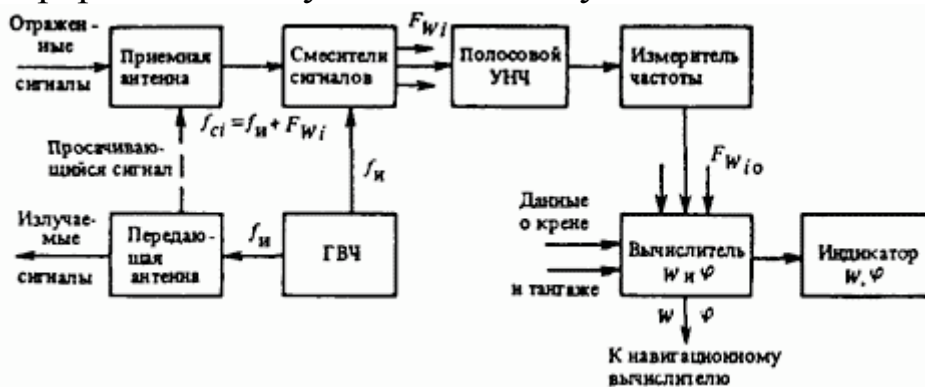 Отражен-
ные
сигналы
Приемная
антенна
Смесители
сигналов
F_Wi
Полосовой
УНЧ
Измеритель
частоты
f_ci = f_и + F_Wi
Просачиваю-
щийся сигнал
f_и
F_Wio
Излучае-
мые
сигналы
Передаю-
шая
антенна
f_и
ГВЧ
Данные
о крене
и тангаже
Вычислитель
W и φ
Индикатор
W, φ
W φ
К навигационному
вычислителю